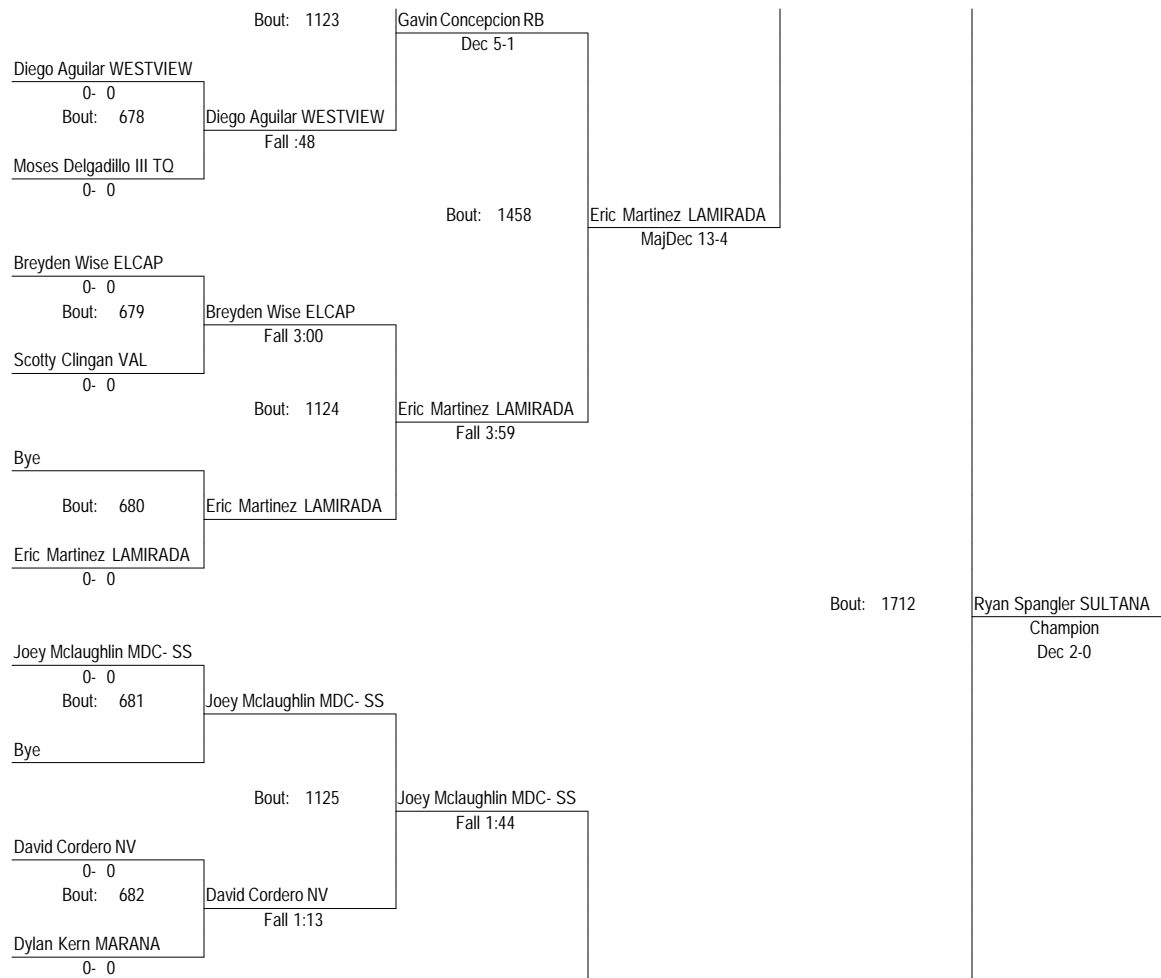 Bout: 1123 Gavin Concepcion RB
Dec 5-1
Diego Aguilar WESTVIEW
0- 0
Bout: 678 Diego Aguilar WESTVIEW
Fall :48
Moses Delgadillo III TQ
0- 0
Bout: 1458 Eric Martinez LAMIRADA
MajDec 13-4
Breyden Wise ELCAP
0- 0
Bout: 679 Breyden Wise ELCAP
Fall 3:00
Scotty Clingan VAL
0- 0
Bout: 1124 Eric Martinez LAMIRADA
Fall 3:59
Bye
Bout: 680 Eric Martinez LAMIRADA
Eric Martinez LAMIRADA
0- 0
Bout: 1712 Ryan Spangler SULTANA
Champion
Dec 2-0
Joey Mclaughlin MDC- SS
0- 0
Bout: 681 Joey Mclaughlin MDC- SS
Bye
Bout: 1125 Joey Mclaughlin MDC- SS
Fall 1:44
David Cordero NV
0- 0
Bout: 682 David Cordero NV
Fall 1:13
Dylan Kern MARANA
0- 0